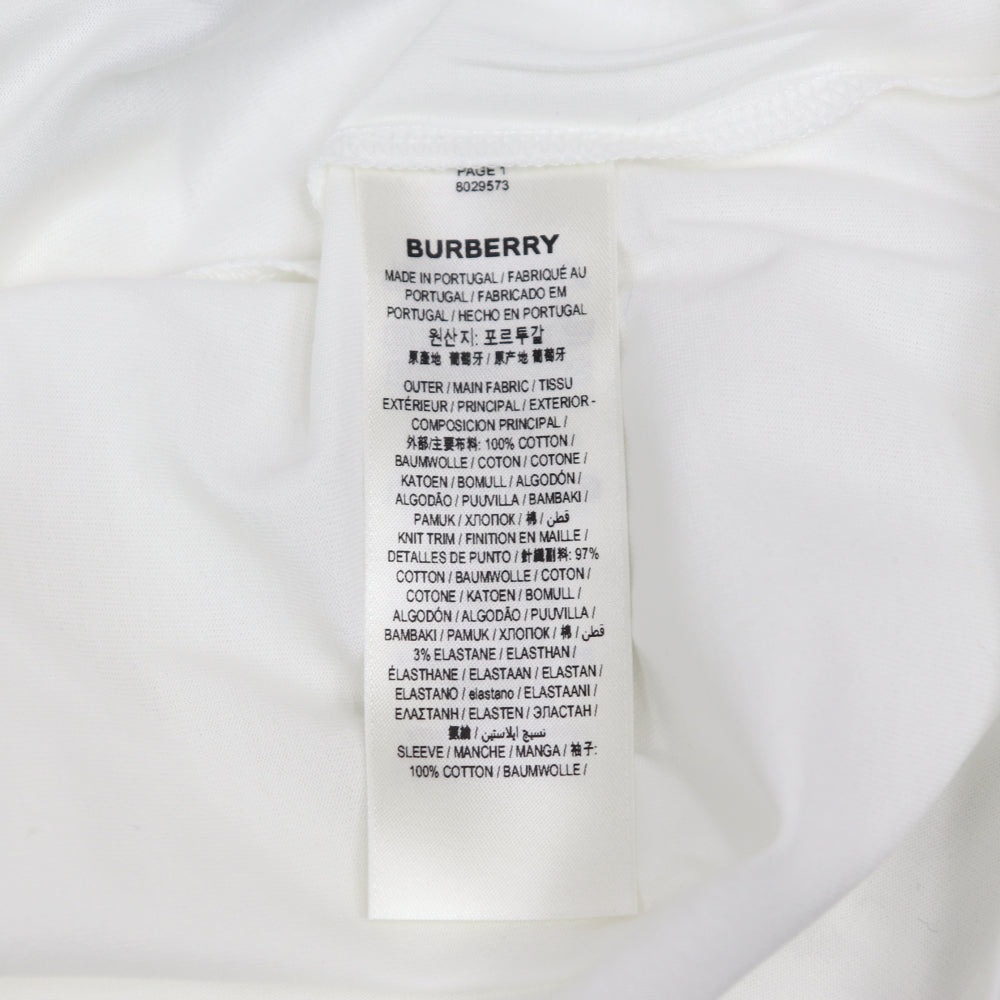 PAGE 1
8029573
BURBERRY
MADE IN PORTUGAL / FABRIQUÉ AU
PORTUGAL / FABRICADO EM
PORTUGAL / HECHO EN PORTUGAL
원산지: 포르투갈
原產地 葡萄牙 / 原产地 葡萄牙
OUTER / MAIN FABRIC / TISSU
EXTÉRIEUR / PRINCIPAL / EXTERIOR -
COMPOSICION PRINCIPAL /
外部/主要布料: 100% COTTON /
BAUMWOLLE / COTON / COTONE /
KATOEN / BOMULL / ALGODÓN /
ALGODÃO / PUUVILLA / BAMBAKI /
PAMUK / ХЛОПОК / 棉 / قطن
KNIT TRIM / FINITION EN MAILLE /
DETALLES DE PUNTO / 針織副料: 97%
COTTON / BAUMWOLLE / COTON /
COTONE / KATOEN / BOMULL /
ALGODÓN / ALGODÃO / PUUVILLA /
BAMBAKI / PAMUK / ХЛОПОК / 棉 / قطن
3% ELASTANE / ELASTHAN /
ÉLASTHANE / ELASTAAN / ELASTAN /
ELASTANO / elastano / ELASTAANI /
ΕΛΑΣΤΑΝΗ / ELASTEN / ЭЛАСТАН /
氨綸 / نسيج ايلاستين /
SLEEVE / MANCHE / MANGA / 袖子:
100% COTTON / BAUMWOLLE /